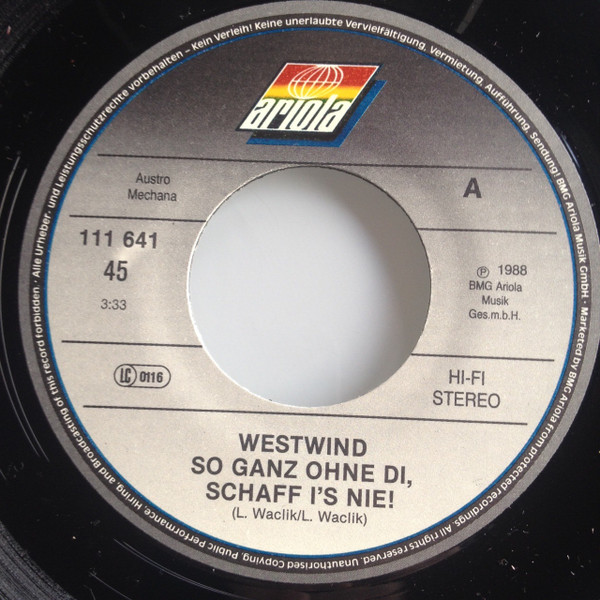 Alle Urheber- und Leistungsschutzrechte vorbehalten - Kein Verleih! Keine unerlaubte Vervielfältigung, Vermietung, Aufführung, Sendung! BMG Ariola Musik GmbH · Marketed by BMG Ariola from protected recordings. All rights reserved. Unauthorised Copying, Public Performance, Hiring and Broadcasting of this record forbidden ·
ariola
Austro
Mechana
A
111 641
45
3:33
℗ 1988
BMG Ariola
Musik
Ges.m.b.H.
LC 0116
HI-FI
STEREO
WESTWIND
SO GANZ OHNE DI,
SCHAFF I'S NIE!
(L. Waclik/L. Waclik)